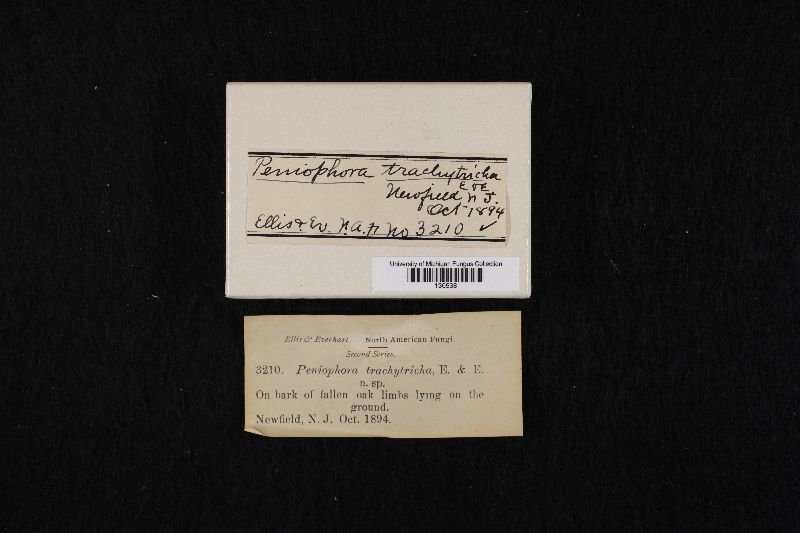 Peniophora trachytricha
E & E
Newfield N. J.
Oct 1894
Ellis & Ev. N. A. F. No 3210 ✓
University of Michigan Fungus Collection
130538
Ellis & Everhart North American Fungi.
Second Series.
3210. Peniophora trachytricha, E. & E.
n. sp.
On bark of fallen oak limbs lying on the
ground.
Newfield, N. J. Oct. 1894.